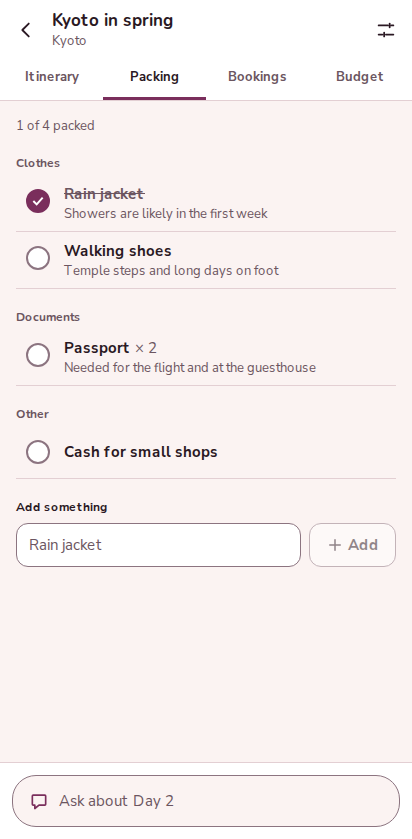 Kyoto in spring
Kyoto
Itinerary Packing Bookings Budget
1 of 4 packed
Clothes
Rain jacket
Showers are likely in the first week
Walking shoes
Temple steps and long days on foot
Documents
Passport × 2
Needed for the flight and at the guesthouse
Other
Cash for small shops
Add something
Rain jacket
Add
Ask about Day 2